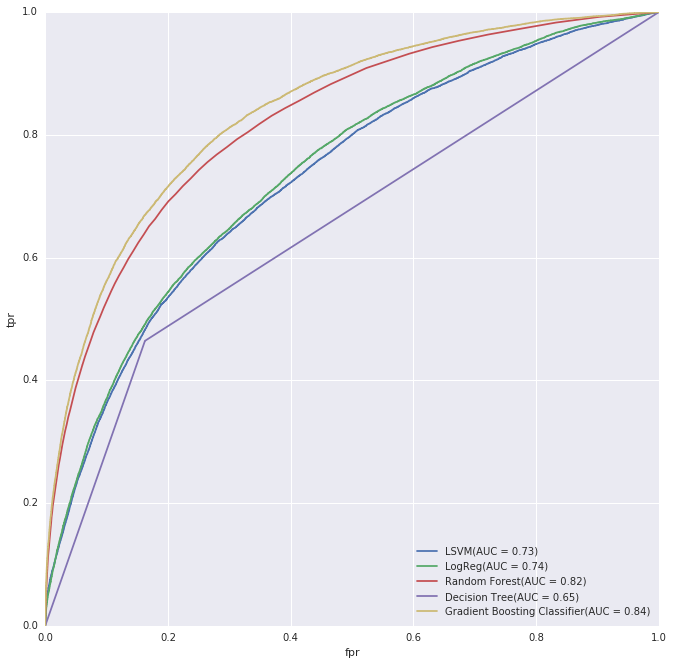 1.0
0.8
0.6
0.4
0.2
0.0
tpr
LSVM(AUC = 0.73)
LogReg(AUC = 0.74)
Random Forest(AUC = 0.82)
Decision Tree(AUC = 0.65)
Gradient Boosting Classifier(AUC = 0.84)
0.0 0.2 0.4 0.6 0.8 1.0
fpr